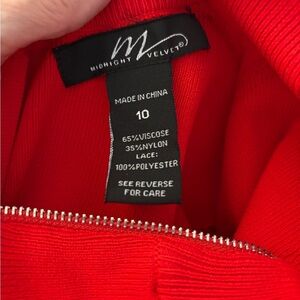 M
MIDNIGHT VELVET®
MADE IN CHINA
10
65%VISCOSE
35%NYLON
LACE:
100%POLYESTER
SEE REVERSE
FOR CARE